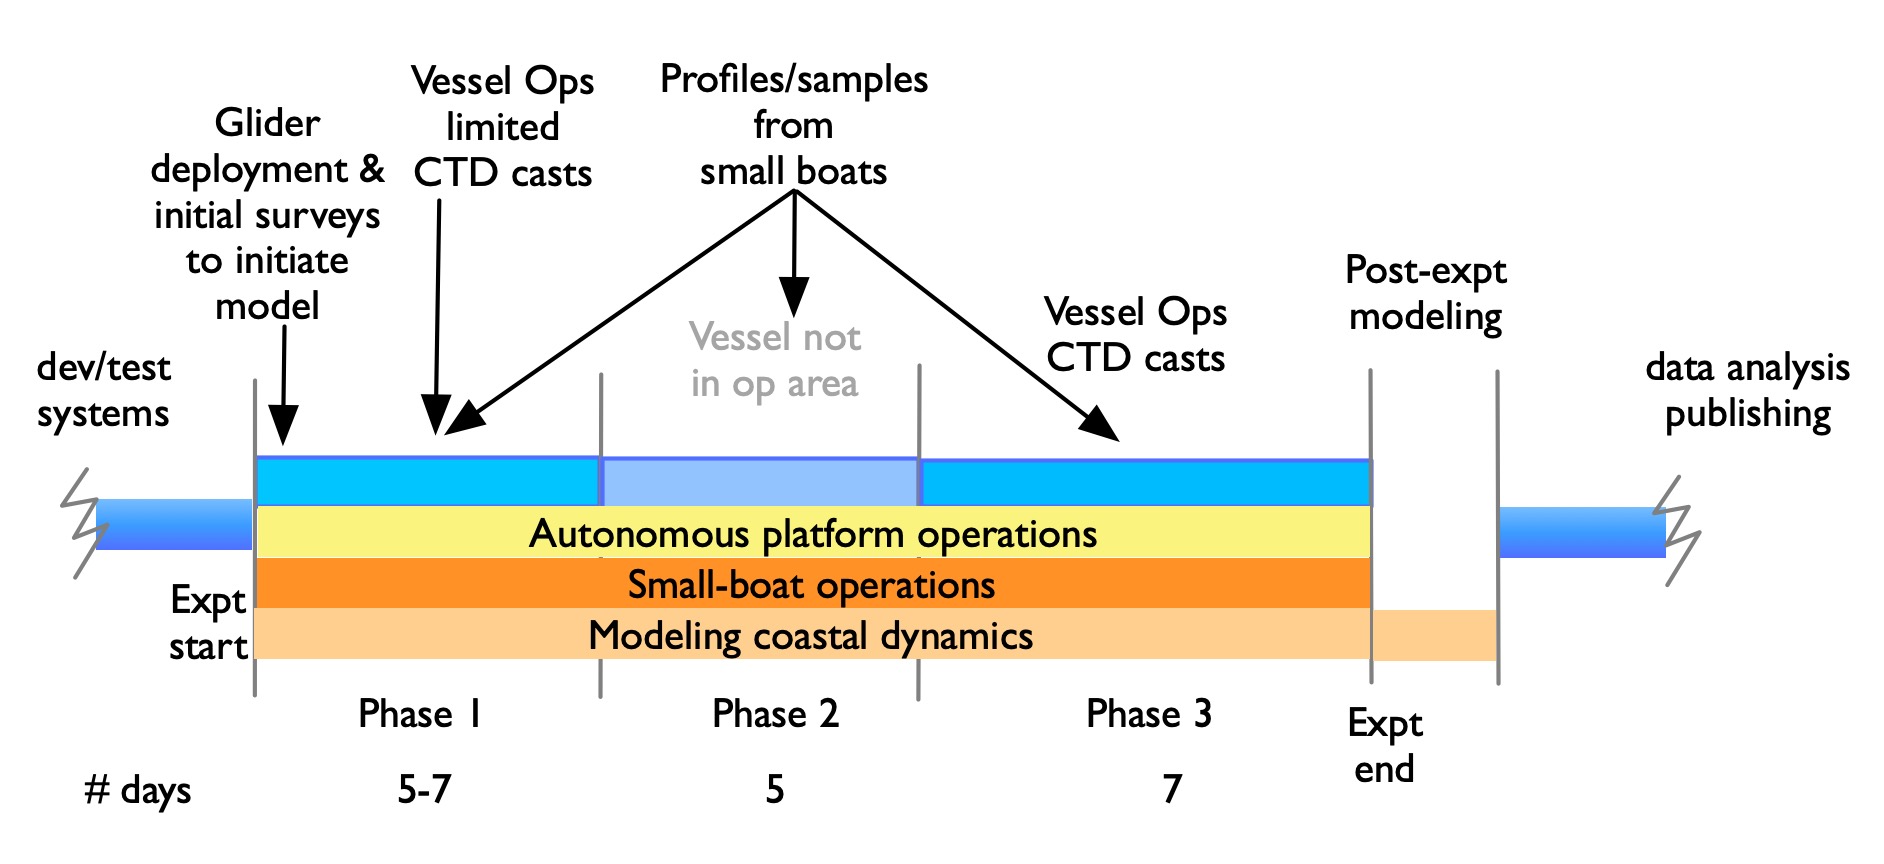 Glider
deployment &
initial surveys
to initiate
model
Vessel Ops
limited
CTD casts
Profiles/samples
from
small boats
Vessel not
in op area
Vessel Ops
CTD casts
Post-expt
modeling
dev/test
systems
data analysis
publishing
Autonomous platform operations
Small-boat operations
Modeling coastal dynamics
Expt
start
Phase 1
Phase 2
Phase 3
Expt
end
# days
5-7
5
7